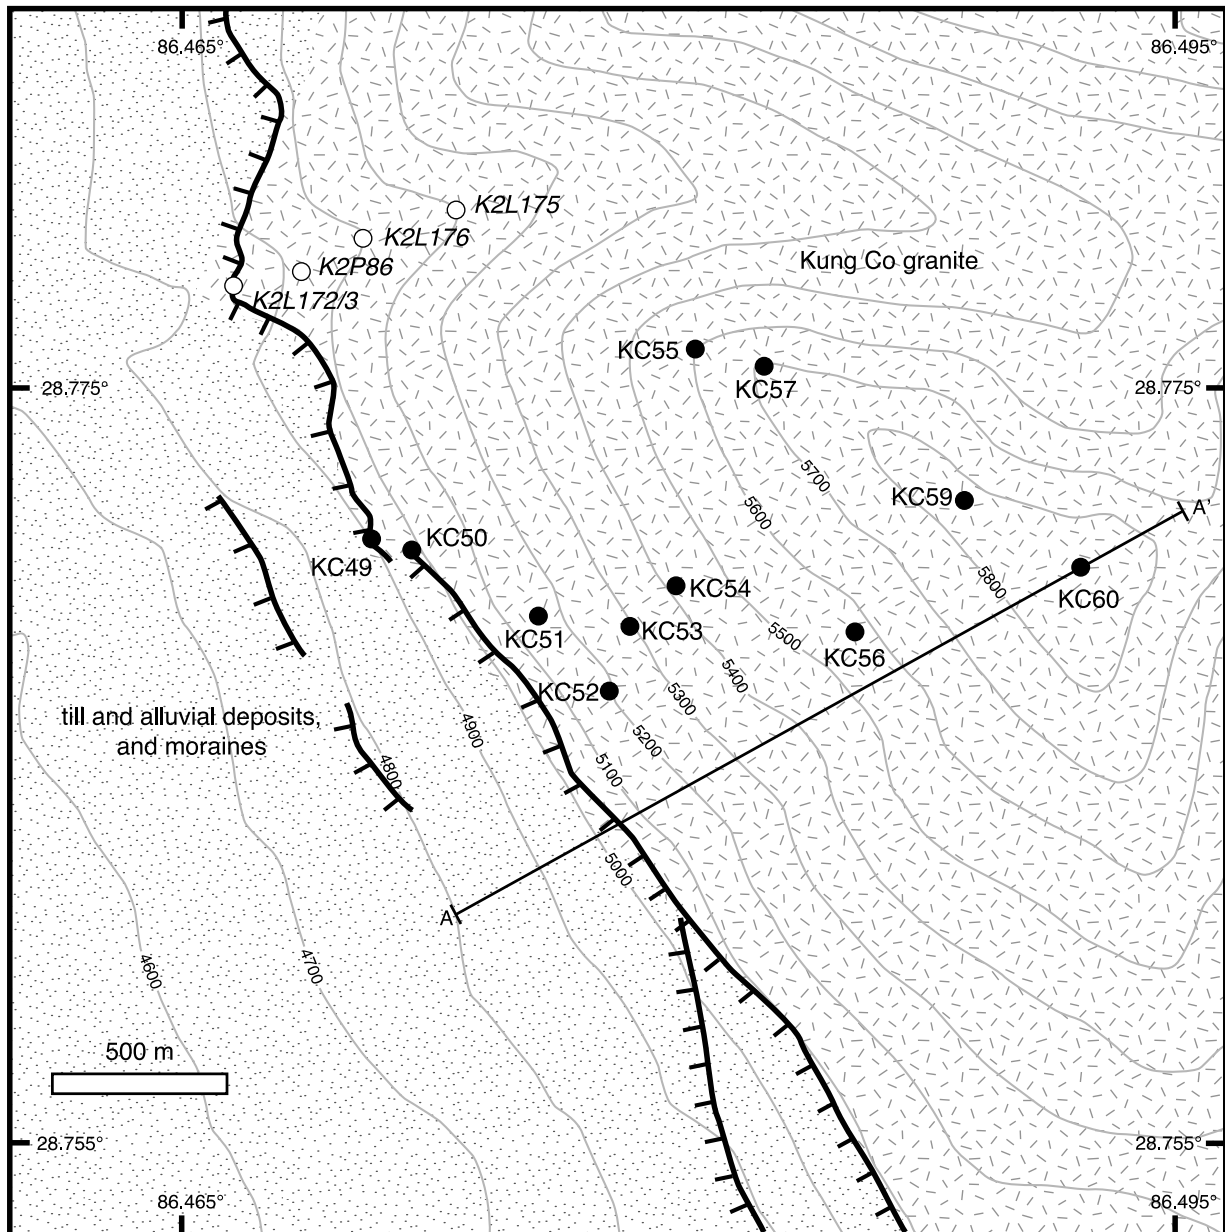 86.465°
86.495°
K2L175
K2L176
K2P86
K2L172/3
Kung Co granite
KC55
KC57
28.775°
28.775°
5700
KC59
5600
A'
KC50
KC49
5800
KC54
KC60
KC51
KC53
5500
KC56
5400
KC52
5300
till and alluvial deposits,
and moraines
4900
5200
4800
5100
5000
A
4600
4700
500 m
28.755°
28.755°
86.465°
86.495°